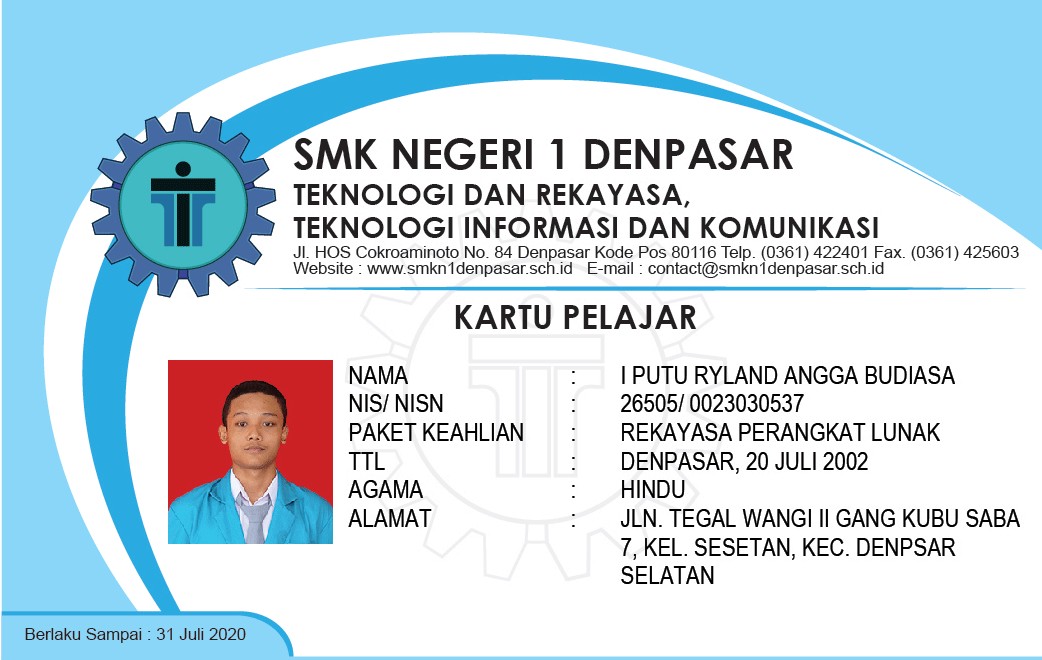 SMK NEGERI 1 DENPASAR
TEKNOLOGI DAN REKAYASA,
TEKNOLOGI INFORMASI DAN KOMUNIKASI
Jl. HOS Cokroaminoto No. 84 Denpasar Kode Pos 80116 Telp. (0361) 422401 Fax. (0361) 425603
Website : www.smkn1denpasar.sch.id E-mail : contact@smkn1denpasar.sch.id
KARTU PELAJAR
NAMA : I PUTU RYLAND ANGGA BUDIASA
NIS/ NISN : 26505/ 0023030537
PAKET KEAHLIAN : REKAYASA PERANGKAT LUNAK
TTL : DENPASAR, 20 JULI 2002
AGAMA : HINDU
ALAMAT : JLN. TEGAL WANGI II GANG KUBU SABA
7, KEL. SESETAN, KEC. DENPSAR
SELATAN
Berlaku Sampai : 31 Juli 2020